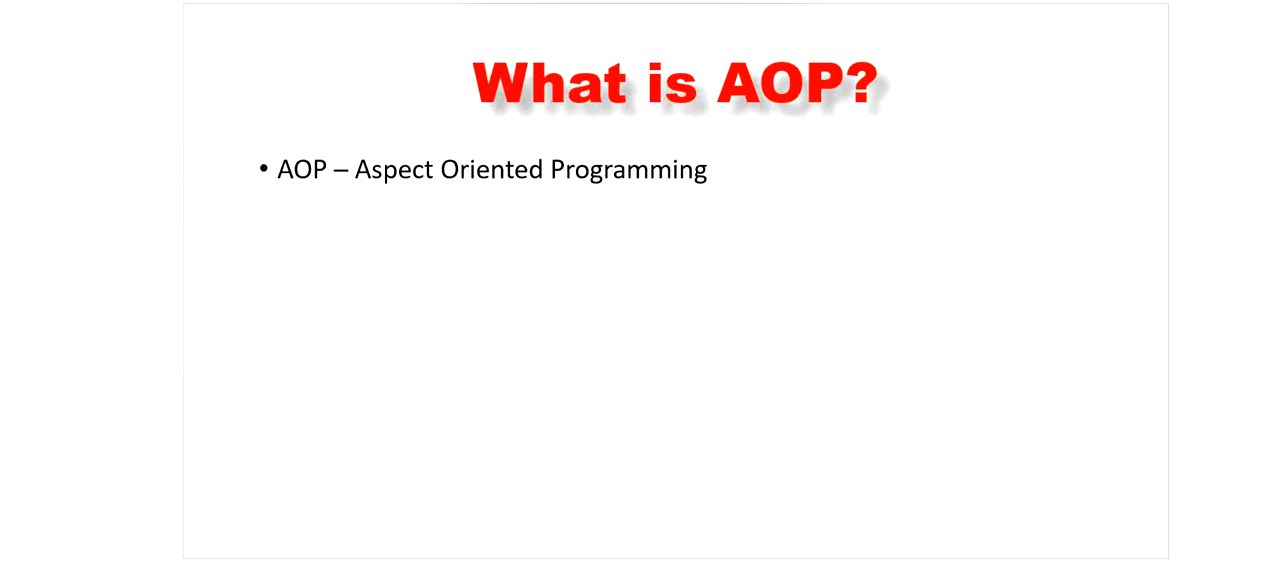 What is AOP?
• AOP – Aspect Oriented Programming